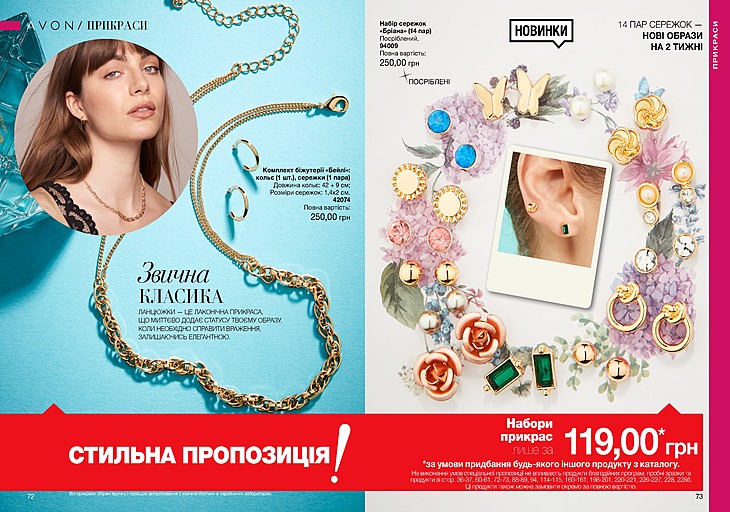 AVON / ПРИКРАСИ
Комплект біжутерії «Бейлі»:
кольє (1 шт.), сережки (1 пара)
Довжина кольє: 42 + 9 см;
Розміри сережок: 1,4x2 см.
42074
Повна вартість:
250,00 грн
Звична
КЛАСИКА
ЛАНЦЮЖКИ — ЦЕ ЛАКОНІЧНА ПРИКРАСА,
ЩО МИТТЄВО ДОДАЄ СТАТУСУ ТВОЄМУ ОБРАЗУ,
КОЛИ НЕОБХІДНО СПРАВИТИ ВРАЖЕННЯ,
ЗАЛИШАЮЧИСЬ ЕЛЕГАНТНОЮ.
СТИЛЬНА ПРОПОЗИЦІЯ!
72
Набір сережок
«Бріана» (14 пар)
Посріблений.
94009
Повна вартість:
250,00 грн
ПОСРІБЛЕНІ
НОВИНКИ
14 ПАР СЕРЕЖОК —
НОВІ ОБРАЗИ
НА 2 ТИЖНІ
ПРИКРАСИ
Набори
прикрас
лише за
119,00* грн
*за умови придбання будь-якого іншого продукту з каталогу.
На виконання умов спеціальної пропозиції не впливають продукти благодійних програм, пробні зразки та
продукти зі стор. 36-37, 60-61, 72-73, 88-89, 94, 114-115, 160-161, 198-201, 220-221, 226-227, 228, 228б.
Ці продукти також можна замовити окремо за повною вартістю.
73